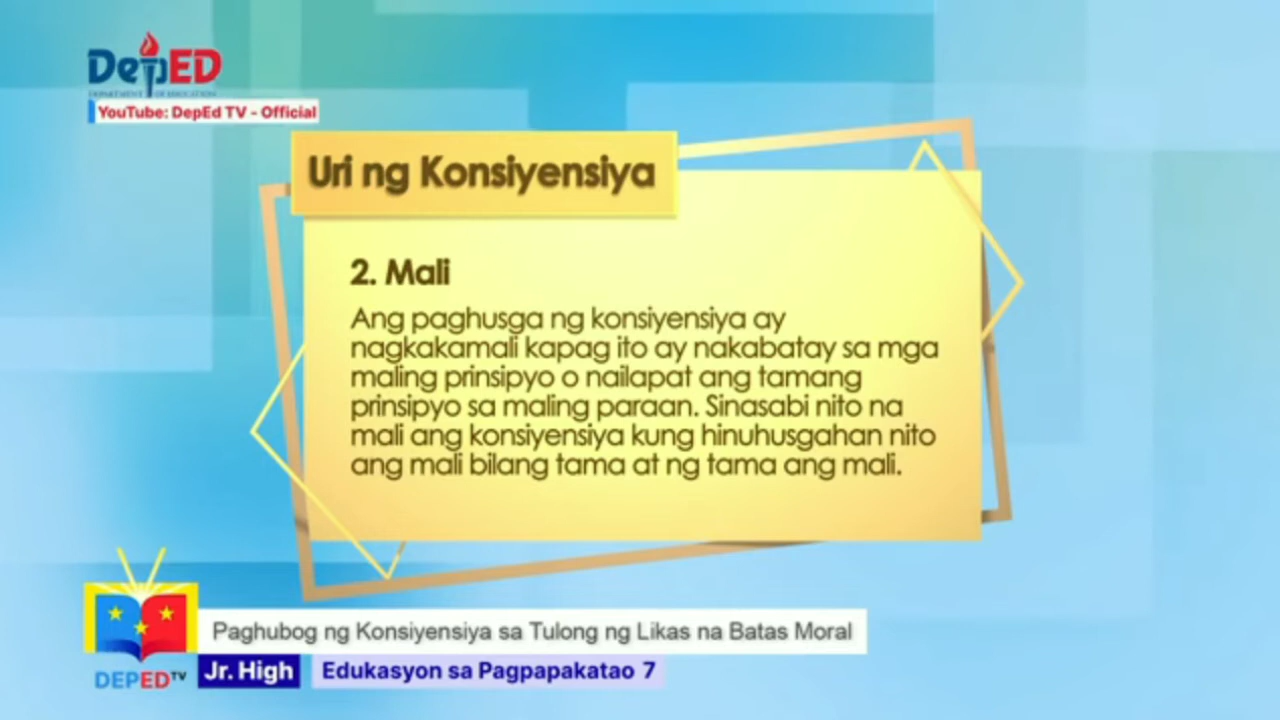 DepED
DEPARTMENT OF EDUCATION
YouTube: DepEd TV - Official
Uri ng Konsiyensiya
2. Mali
Ang paghusga ng konsiyensiya ay
nagkakamali kapag ito ay nakabatay sa mga
maling prinsipyo o nailapat ang tamang
prinsipyo sa maling paraan. Sinasabi nito na
mali ang konsiyensiya kung hinuhusgahan nito
ang mali bilang tama at ng tama ang mali.
Paghubog ng Konsiyensiya sa Tulong ng Likas na Batas Moral
DEPED TV
Jr. High
Edukasyon sa Pagpapakatao 7